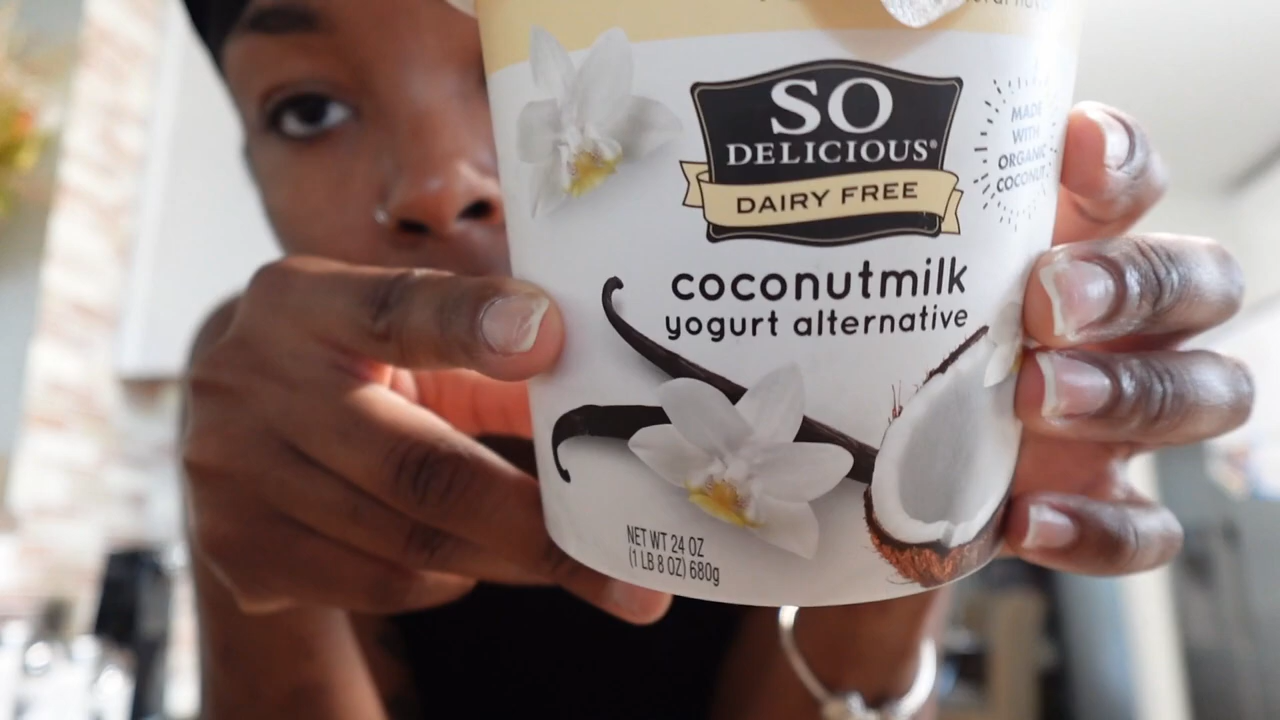 SO
DELICIOUS®
DAIRY FREE
MADE
WITH
ORGANIC
COCONUT
coconutmilk
yogurt alternative
NET WT 24 OZ
(1 LB 8 OZ) 680g